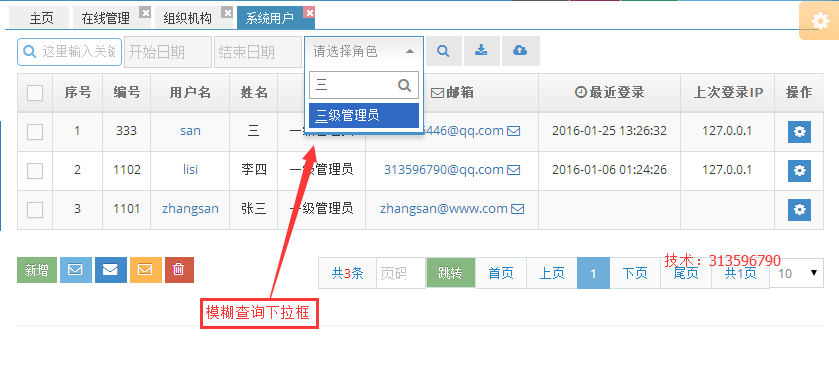 主页 在线管理 组织机构 系统用户
这里输入关键 开始日期 结束日期 请选择角色
三
三级管理员
序号 编号 用户名 姓名 邮箱 最近登录 上次登录IP 操作
1 333 san 三 一级管理员 6446@qq.com 2016-01-25 13:26:32 127.0.0.1
2 1102 lisi 李四 一级管理员 313596790@qq.com 2016-01-06 01:24:26 127.0.0.1
3 1101 zhangsan 张三 一级管理员 zhangsan@www.com
技术：313596790
新增 共3条 页码 跳转 首页 上页 1 下页 尾页 共1页 10
模糊查询下拉框